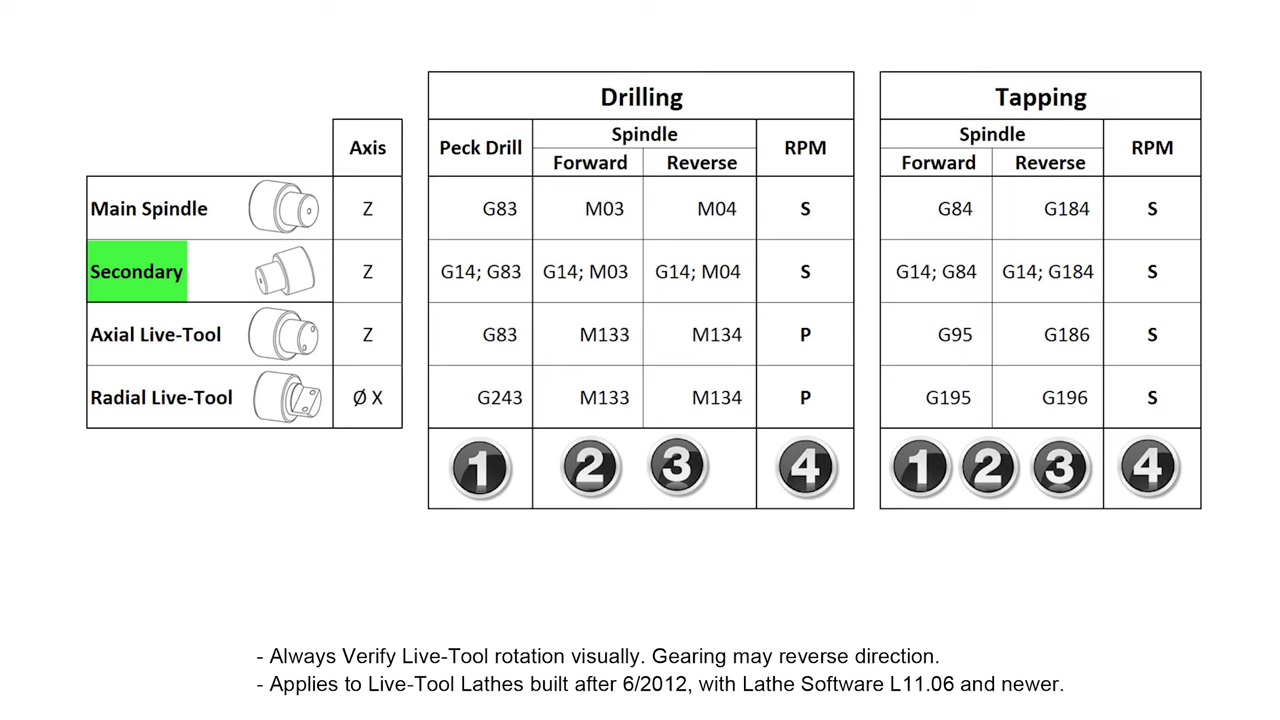 Drilling Tapping
Axis Peck Drill Spindle RPM Spindle RPM
Forward Reverse Forward Reverse
Main Spindle Z G83 M03 M04 S G84 G184 S
Secondary Z G14; G83 G14; M03 G14; M04 S G14; G84 G14; G184 S
Axial Live-Tool Z G83 M133 M134 P G95 G186 S
Radial Live-Tool Ø X G243 M133 M134 P G195 G196 S
1 2 3 4 1 2 3 4
- Always Verify Live-Tool rotation visually. Gearing may reverse direction.
- Applies to Live-Tool Lathes built after 6/2012, with Lathe Software L11.06 and newer.